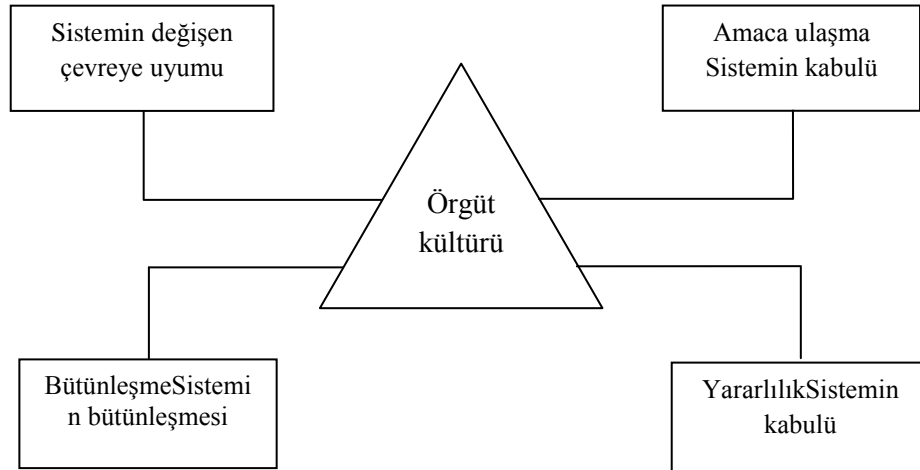 Sistemin değişen
çevreye uyumu
Amaca ulaşma
Sistemin kabulü
Örgüt
kültürü
BütünleşmeSistemi
n bütünleşmesi
YararlılıkSistemin
kabulü